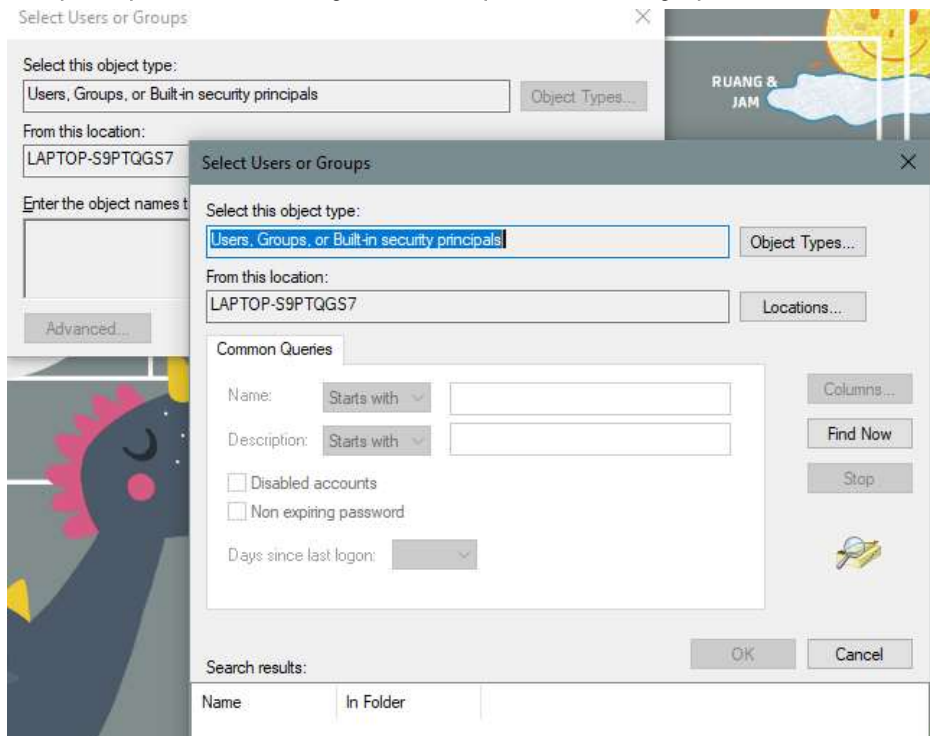 Select Users or Groups
Select this object type:
Users, Groups, or Built-in security principals
Object Types...
From this location:
LAPTOP-S9PTQGS7
Enter the object names t
Advanced...
RUANG &
JAM
Select Users or Groups
Select this object type:
Users, Groups, or Built-in security principals
Object Types...
From this location:
LAPTOP-S9PTQGS7
Locations...
Common Queries
Name: Starts with
Columns...
Description: Starts with
Find Now
Disabled accounts
Stop
Non expiring password
Days since last logon:
OK Cancel
Search results:
Name In Folder